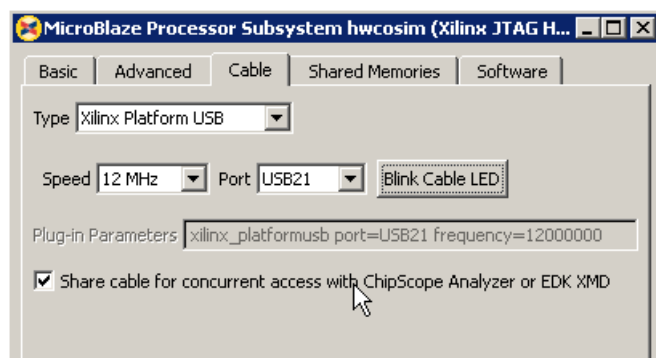 MicroBlaze Processor Subsystem hwcosim (Xilinx JTAG H...
Basic Advanced Cable Shared Memories Software
Type Xilinx Platform USB
Speed 12 MHz Port USB21 Blink Cable LED
Plug-in Parameters xilinx_platformusb port=USB21 frequency=12000000
Share cable for concurrent access with ChipScope Analyzer or EDK XMD